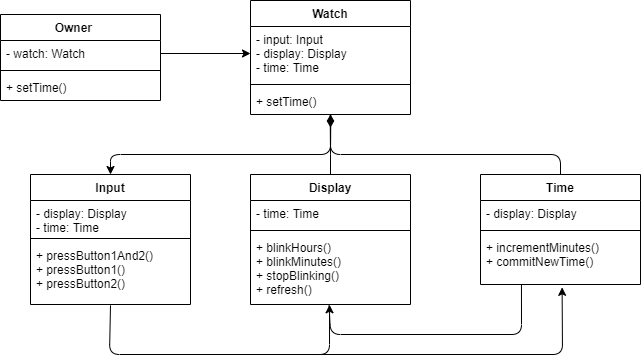 Owner
- watch: Watch
+ setTime()
Watch
- input: Input
- display: Display
- time: Time
+ setTime()
Input
- display: Display
- time: Time
+ pressButton1And2()
+ pressButton1()
+ pressButton2()
Display
- time: Time
+ blinkHours()
+ blinkMinutes()
+ stopBlinking()
+ refresh()
Time
- display: Display
+ incrementMinutes()
+ commitNewTime()